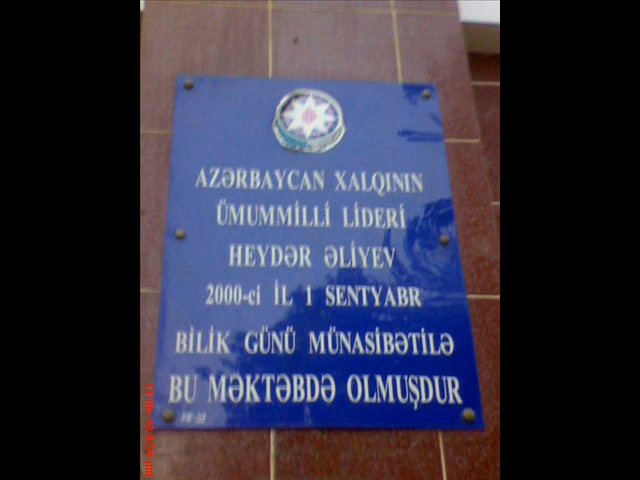 AZƏRBAYCAN XALQININ
ÜMUMMİLLİ LİDERİ
HEYDƏR ƏLİYEV
2000-ci İL 1 SENTYABR
BİLİK GÜNÜ MÜNASİBƏTİLƏ
BU MƏKTƏBDƏ OLMUŞDUR